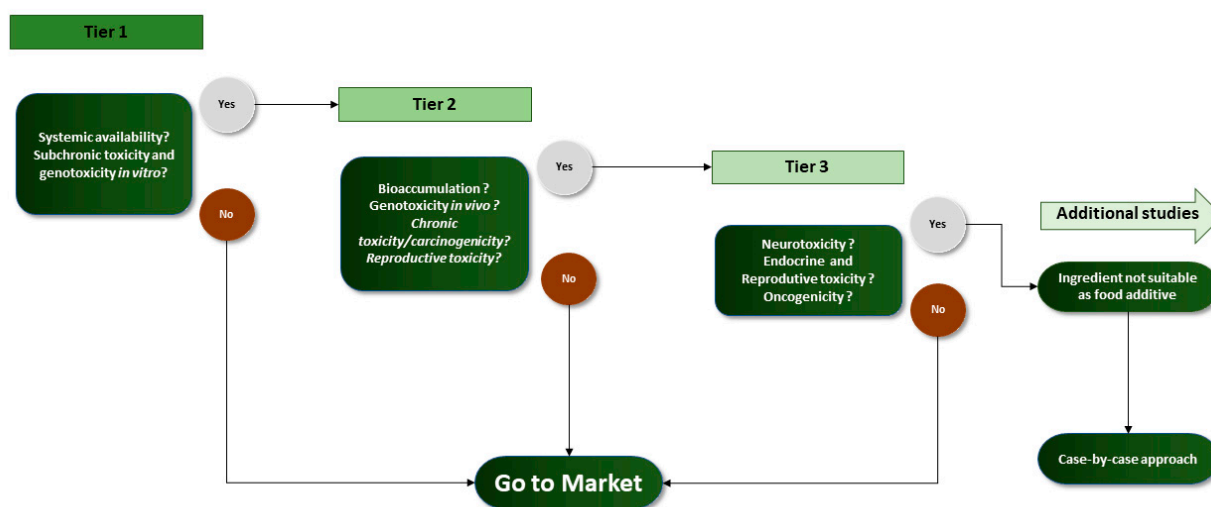 Tier 1
Systemic availability?
Subchronic toxicity and
genotoxicity in vitro?
Yes
No
Tier 2
Bioaccumulation ?
Genotoxicity in vivo ?
Chronic
toxicity/carcinogenicity?
Reproductive toxicity?
Yes
No
Tier 3
Neurotoxicity ?
Endocrine and
Reprodutive toxicity ?
Oncogenicity ?
Yes
No
Additional studies
Ingredient not suitable
as food additive
Case-by-case approach
Go to Market